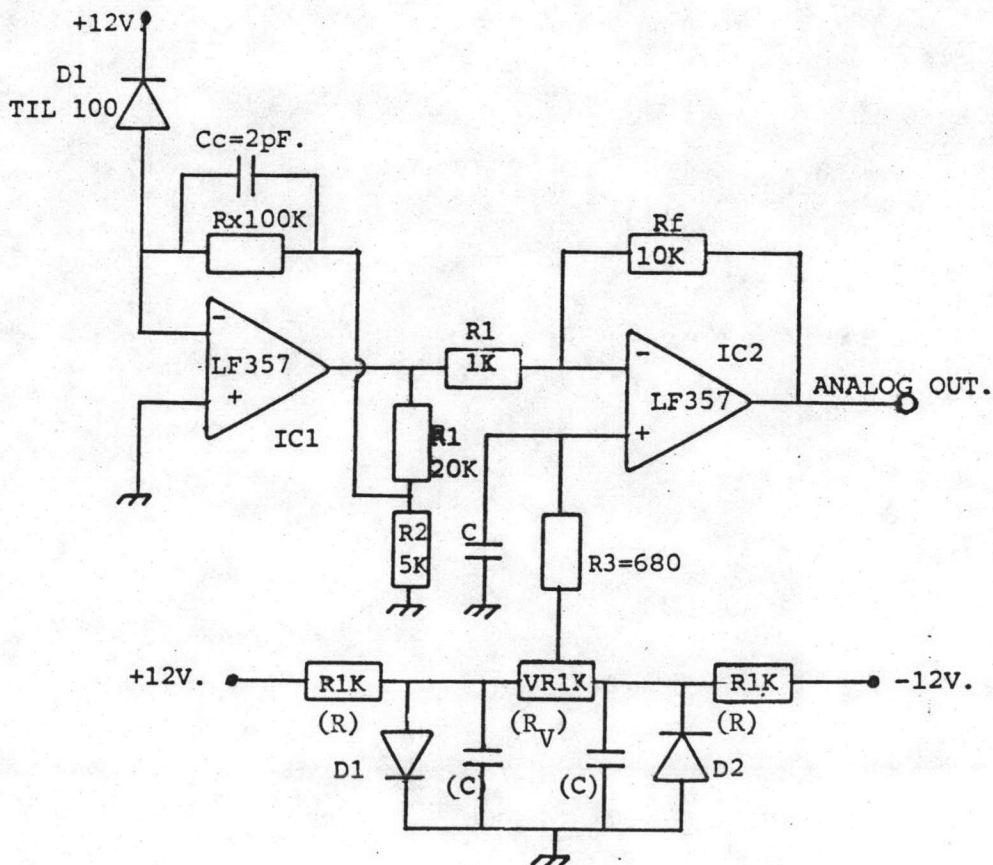 +12V
D1
TIL 100
Cc=2pF.
Rx100K
Rf
10K
R1
1K
-
LF357
+
IC1
-
IC2
LF357
+
ANALOG OUT.
R1
20K
R2
5K
C
R3=680
+12V.
R1K
VR1K
R1K
-12V.
(R)
(RV)
(R)
D1
(C)
(C)
D2